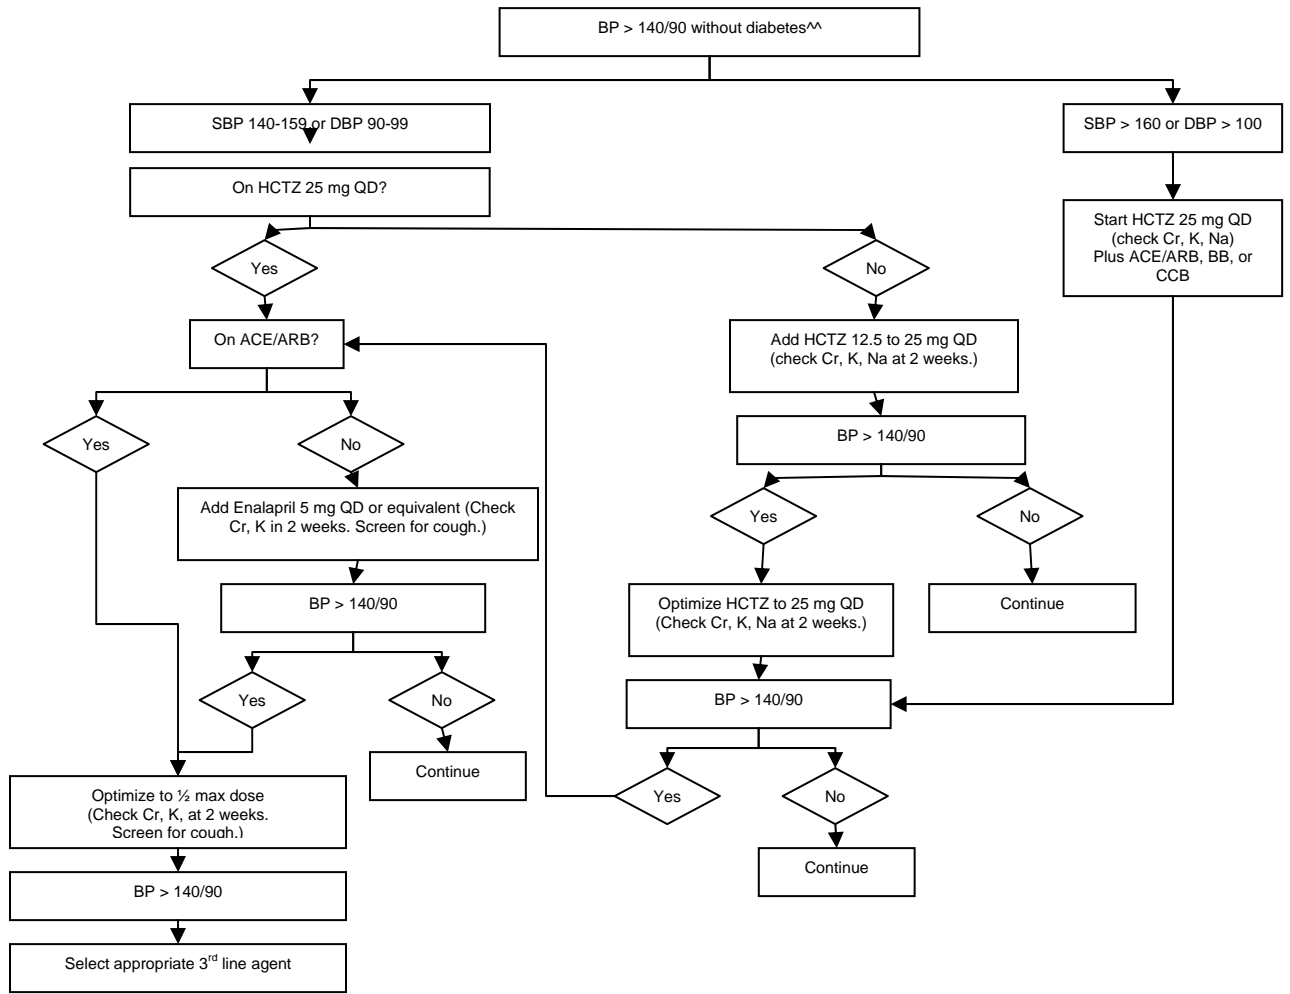 BP > 140/90 without diabetes^^
SBP 140-159 or DBP 90-99
SBP > 160 or DBP > 100
On HCTZ 25 mg QD?
Start HCTZ 25 mg QD
(check Cr, K, Na)
Plus ACE/ARB, BB, or
CCB
Yes
No
On ACE/ARB?
Add HCTZ 12.5 to 25 mg QD
(check Cr, K, Na at 2 weeks.)
Yes
No
BP > 140/90
Add Enalapril 5 mg QD or equivalent (Check
Cr, K in 2 weeks. Screen for cough.)
Yes
No
BP > 140/90
Optimize HCTZ to 25 mg QD
(Check Cr, K, Na at 2 weeks.)
Continue
Yes
No
BP > 140/90
Continue
Optimize to ½ max dose
(Check Cr, K, at 2 weeks.
Screen for cough.)
Yes
No
Continue
BP > 140/90
Select appropriate 3rd line agent